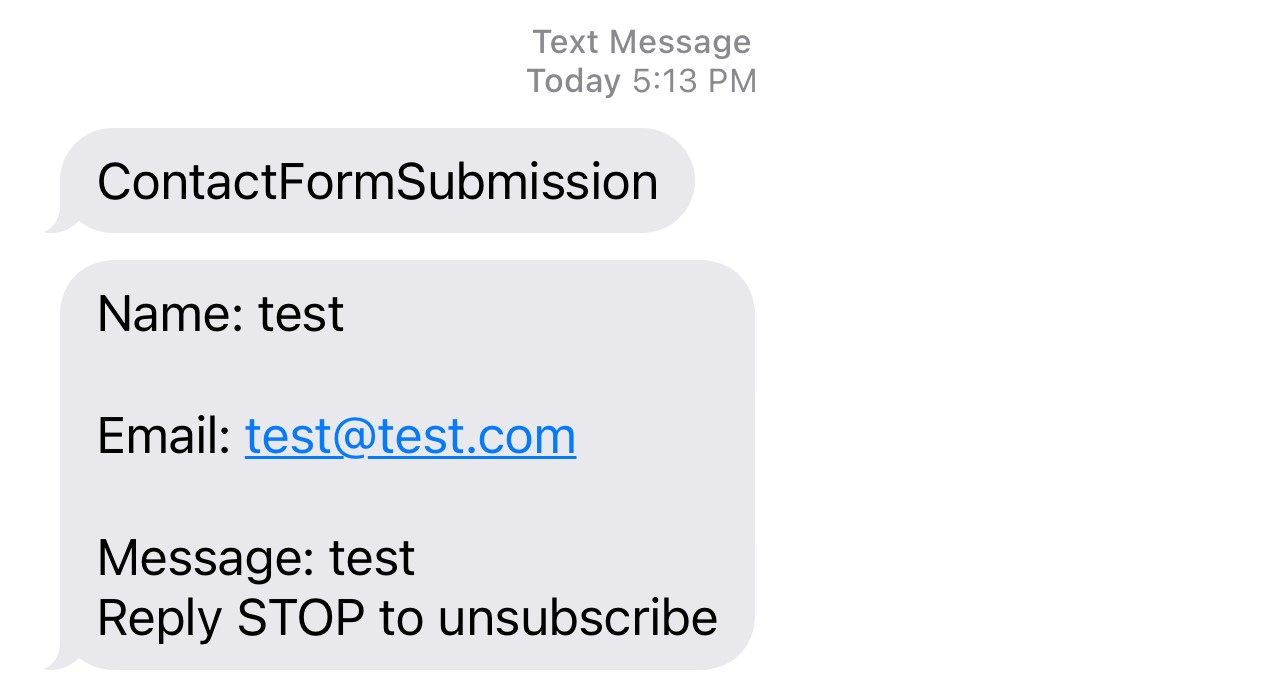 Text Message
Today 5:13 PM
ContactFormSubmission
Name: test
Email: test@test.com
Message: test
Reply STOP to unsubscribe